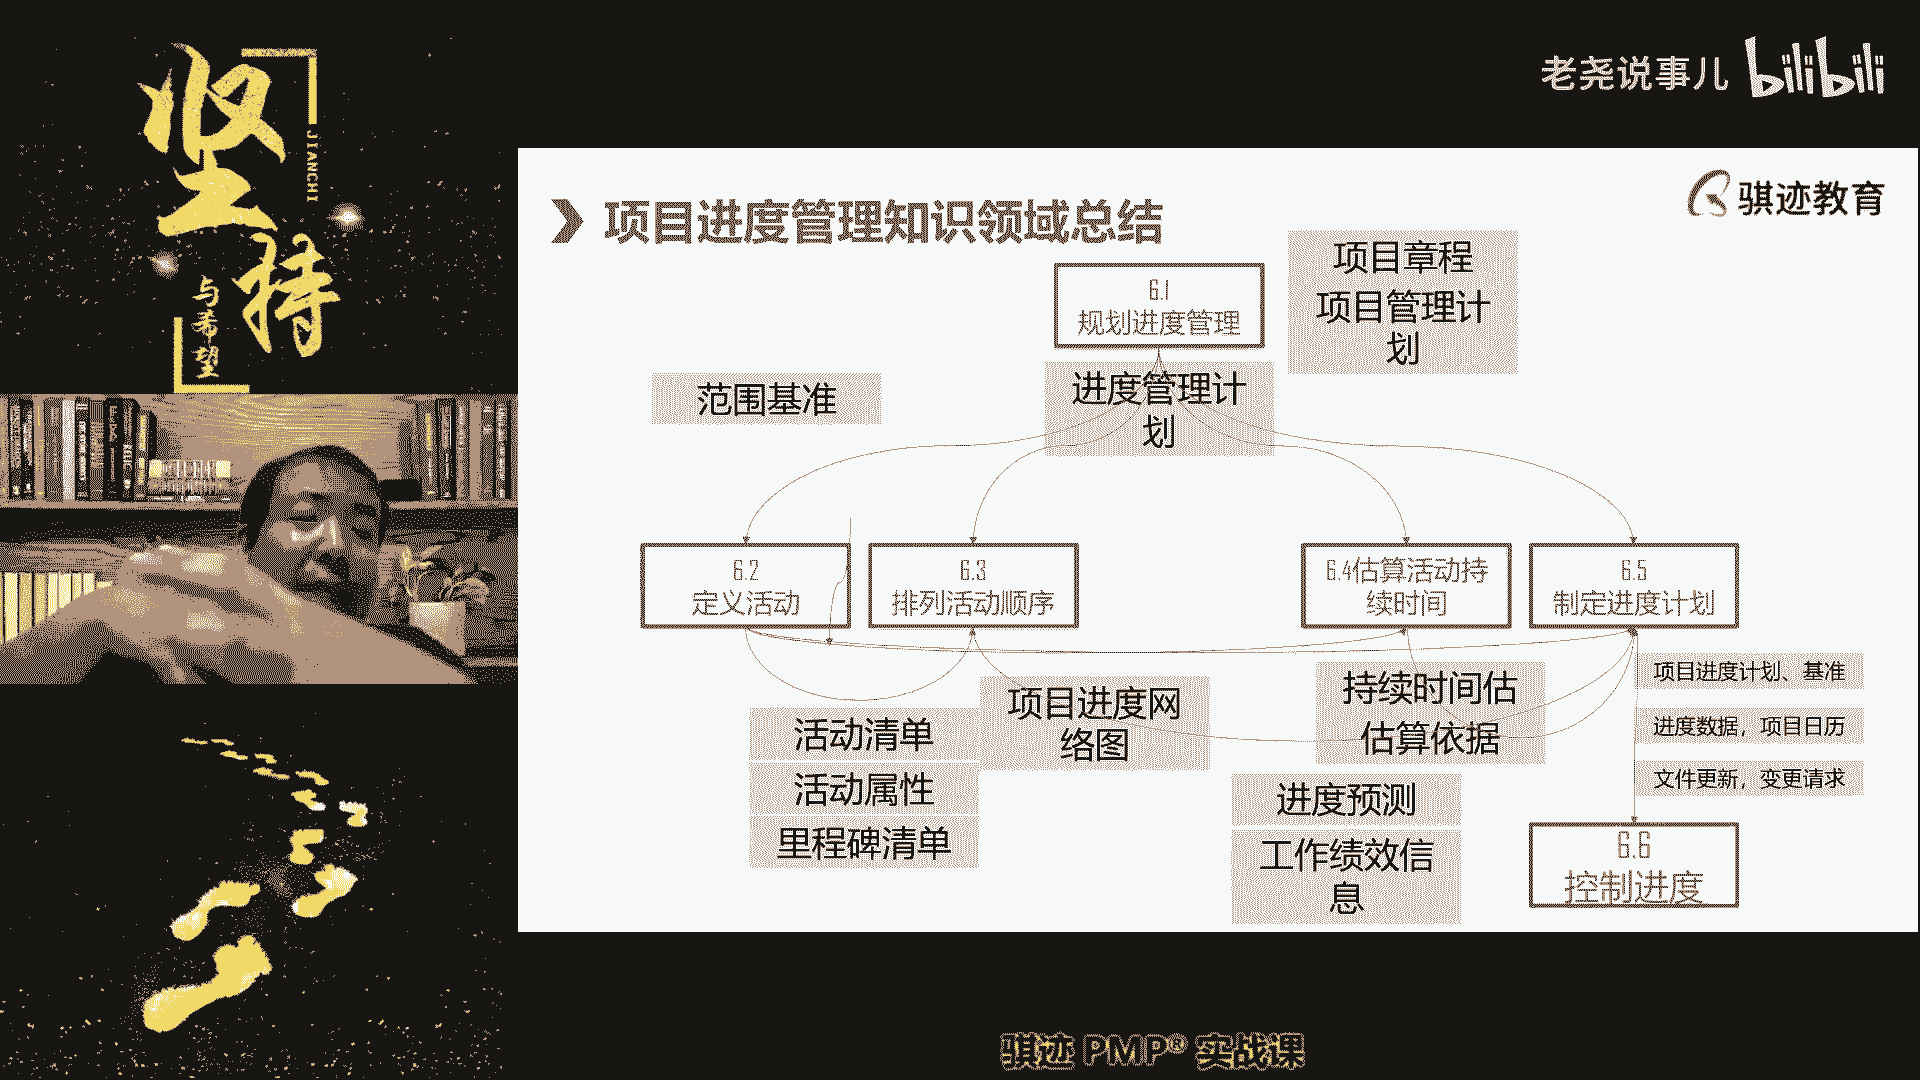 坚持
JIANCHI
与希望
老尧说事儿 bilibili
骐迹教育
项目进度管理知识领域总结
6.1
规划进度管理
项目章程
项目管理计
划
范围基准
进度管理计
划
6.2
定义活动
6.3
排列活动顺序
6.4估算活动持
续时间
6.5
制定进度计划
活动清单
活动属性
里程碑清单
项目进度网
络图
持续时间估
估算依据
进度预测
工作绩效信
息
项目进度计划、基准
进度数据，项目日历
文件更新，变更请求
6.6
控制进度
骐迹 PMP® 实战课